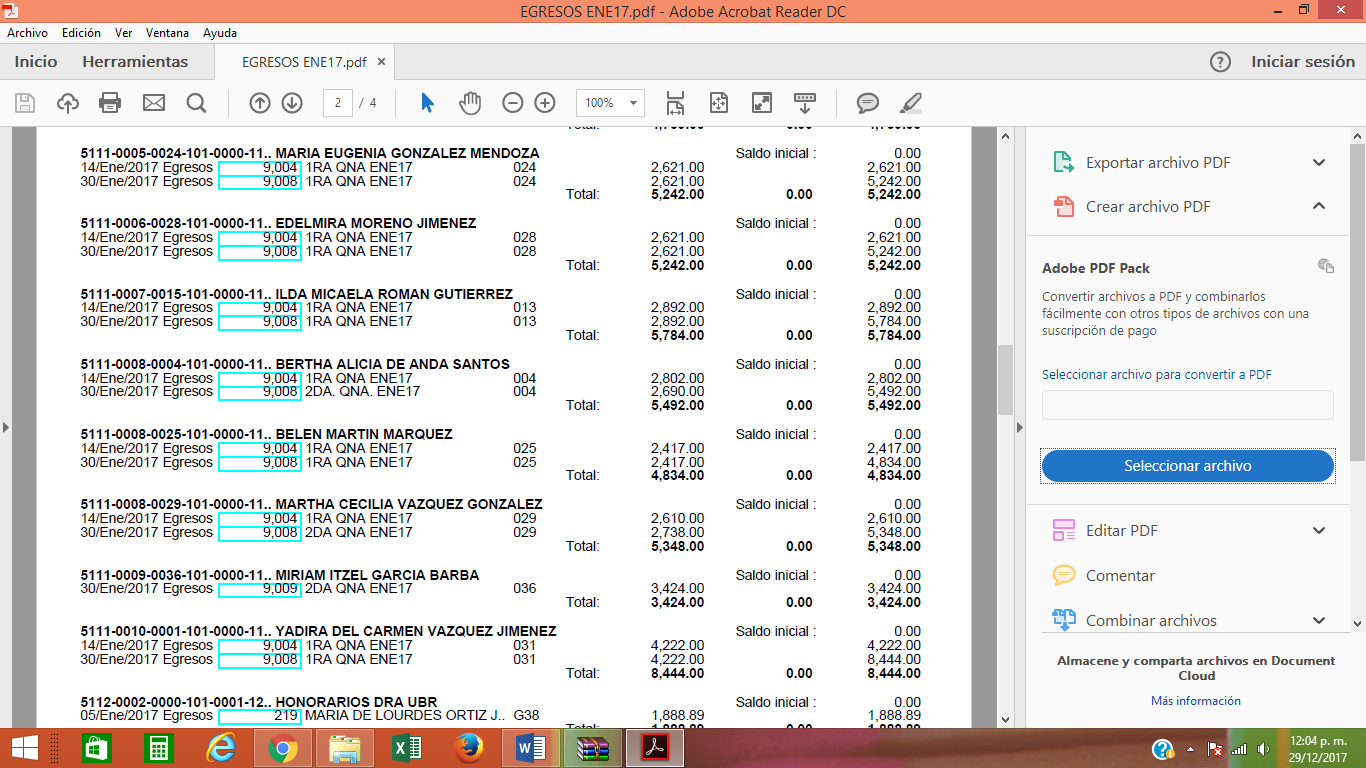 EGRESOS ENE17.pdf - Adobe Acrobat Reader DC
Archivo Edición Ver Ventana Ayuda
Inicio Herramientas EGRESOS ENE17.pdf × Iniciar sesión
2 / 4 100%
Total: 0.00
5111-0005-0024-101-0000-11.. MARIA EUGENIA GONZALEZ MENDOZA Saldo inicial : 0.00
14/Ene/2017 Egresos 9,004 1RA QNA ENE17 024 2,621.00 2,621.00
30/Ene/2017 Egresos 9,008 1RA QNA ENE17 024 2,621.00 5,242.00
Total: 5,242.00 0.00 5,242.00
5111-0006-0028-101-0000-11.. EDELMIRA MORENO JIMENEZ Saldo inicial : 0.00
14/Ene/2017 Egresos 9,004 1RA QNA ENE17 028 2,621.00 2,621.00
30/Ene/2017 Egresos 9,008 1RA QNA ENE17 028 2,621.00 5,242.00
Total: 5,242.00 0.00 5,242.00
5111-0007-0015-101-0000-11.. ILDA MICAELA ROMAN GUTIERREZ Saldo inicial : 0.00
14/Ene/2017 Egresos 9,004 1RA QNA ENE17 013 2,892.00 2,892.00
30/Ene/2017 Egresos 9,008 1RA QNA ENE17 013 2,892.00 5,784.00
Total: 5,784.00 0.00 5,784.00
5111-0008-0004-101-0000-11.. BERTHA ALICIA DE ANDA SANTOS Saldo inicial : 0.00
14/Ene/2017 Egresos 9,004 1RA QNA ENE17 004 2,802.00 2,802.00
30/Ene/2017 Egresos 9,008 2DA. QNA. ENE17 004 2,690.00 5,492.00
Total: 5,492.00 0.00 5,492.00
5111-0008-0025-101-0000-11.. BELEN MARTIN MARQUEZ Saldo inicial : 0.00
14/Ene/2017 Egresos 9,004 1RA QNA ENE17 025 2,417.00 2,417.00
30/Ene/2017 Egresos 9,008 1RA QNA ENE17 025 2,417.00 4,834.00
Total: 4,834.00 0.00 4,834.00
5111-0008-0029-101-0000-11.. MARTHA CECILIA VAZQUEZ GONZALEZ Saldo inicial : 0.00
14/Ene/2017 Egresos 9,004 1RA QNA ENE17 029 2,610.00 2,610.00
30/Ene/2017 Egresos 9,008 2DA QNA ENE17 029 2,738.00 5,348.00
Total: 5,348.00 0.00 5,348.00
5111-0009-0036-101-0000-11.. MIRIAM ITZEL GARCIA BARBA Saldo inicial : 0.00
30/Ene/2017 Egresos 9,009 2DA QNA ENE17 036 3,424.00 3,424.00
Total: 3,424.00 0.00 3,424.00
5111-0010-0001-101-0000-11.. YADIRA DEL CARMEN VAZQUEZ JIMENEZ Saldo inicial : 0.00
14/Ene/2017 Egresos 9,004 1RA QNA ENE17 031 4,222.00 4,222.00
30/Ene/2017 Egresos 9,008 1RA QNA ENE17 031 4,222.00 8,444.00
Total: 8,444.00 0.00 8,444.00
5112-0002-0000-101-0001-12.. HONORARIOS DRA UBR Saldo inicial : 0.00
05/Ene/2017 Egresos 219 MARIA DE LOURDES ORTIZ J.. G38 1,888.89 1,888.89
Total: 1,888.89 0.00 1,888.89
Exportar archivo PDF
Crear archivo PDF
Adobe PDF Pack
Convertir archivos a PDF y combinarlos
fácilmente con otros tipos de archivos con una
suscripción de pago
Seleccionar archivo para convertir a PDF
Seleccionar archivo
Editar PDF
Comentar
Combinar archivos
Almacene y comparta archivos en Document
Cloud
Más información
12:04 p. m.
29/12/2017